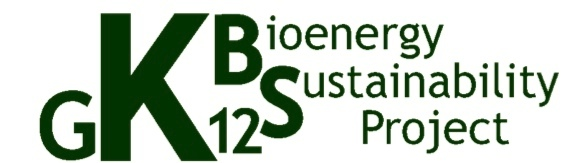 Bioenergy
Sustainability
GK12 Project